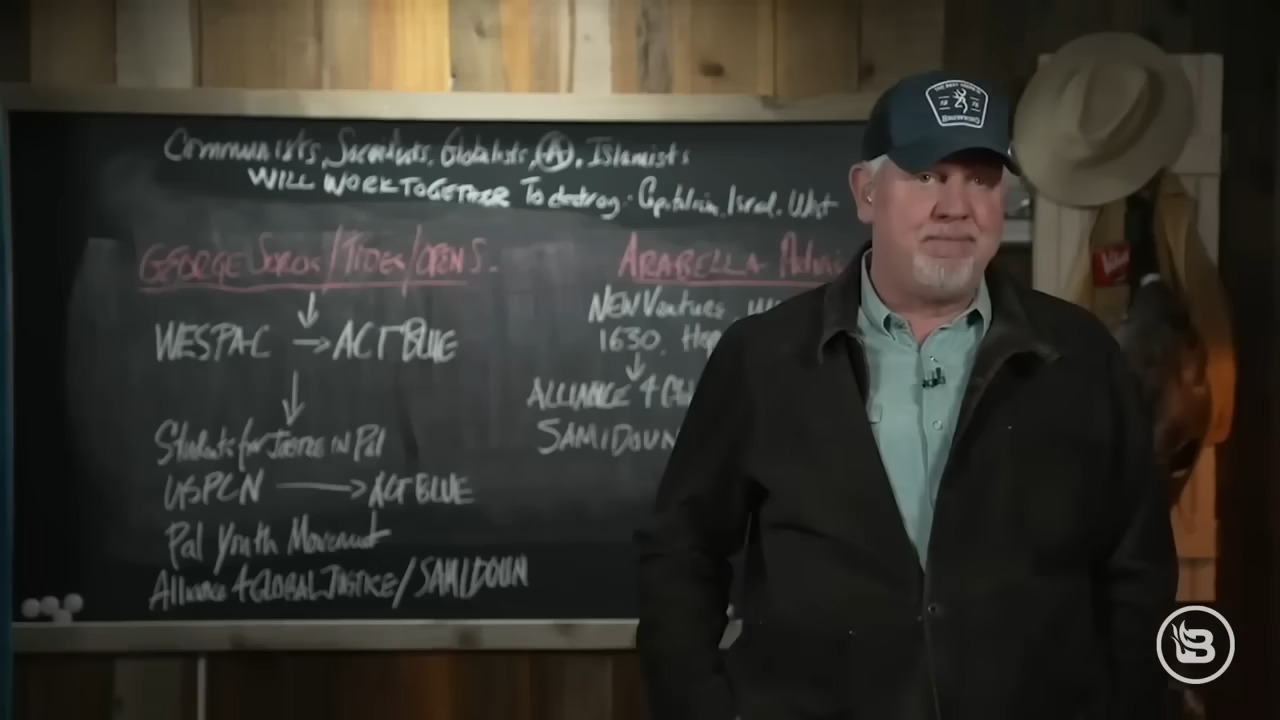 Communists, Socialists, Globalists, (A), Islamists
WILL WORK TOGETHER To destroy. Capitalism, Isral. West
GEORGE SOROS/TIDES/OPEN S.
WESPAC → ACT BLUE
Students for JUSTICE IN Pal
USPCN → ACT BLUE
Pal Youth Movement
Alliance 4 GLOBAL JUSTICE/SAMIDOUN
ARABELLA
NEW Ventures
1630.
ALLIANCE 4
SAMIDOUN
BROWNING
B